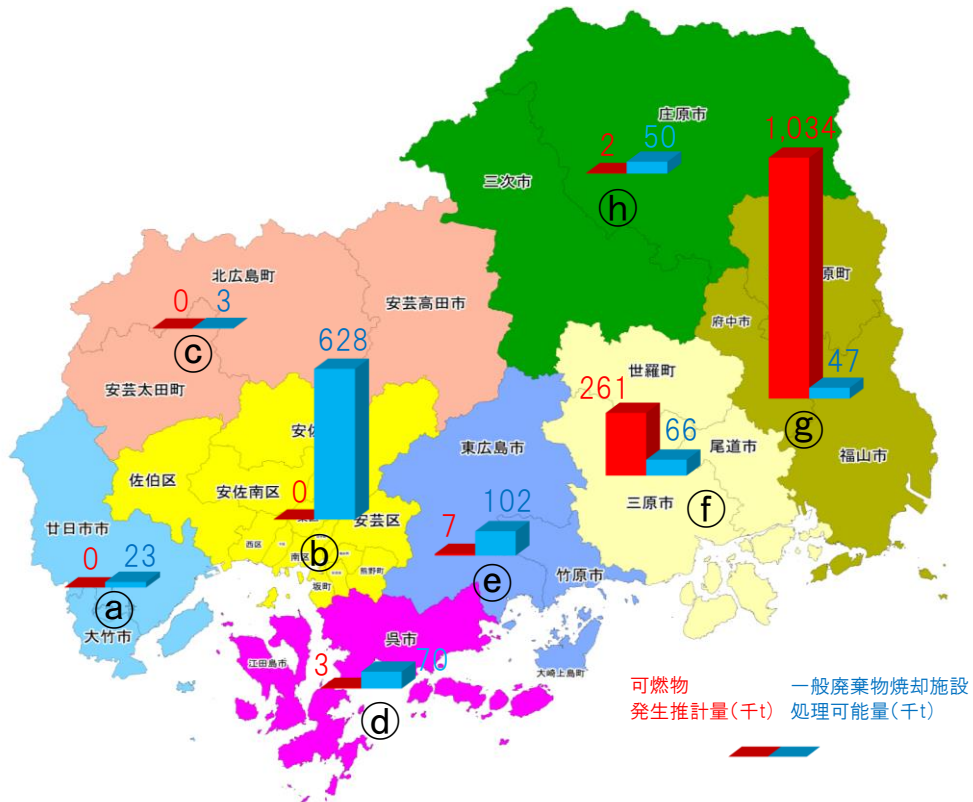 庄原市
1,034
2
50
三次市
ⓗ
北広島町
原町
0
3
安芸高田市
府中市
ⓒ
628
世羅町
47
安芸太田町
261
安佐
66
ⓖ
東広島市
尾道市
佐伯区
福山市
安佐南区
0
三原市
安芸区
102
ⓕ
廿日市市
西区
ⓑ
7
0
23
南区
熊野町
竹原市
坂町
ⓔ
ⓐ
大竹市
呉市
江田島市
3
70
大崎上島町
ⓓ
可燃物
発生推計量(千t)
一般廃棄物焼却施設
処理可能量(千t)